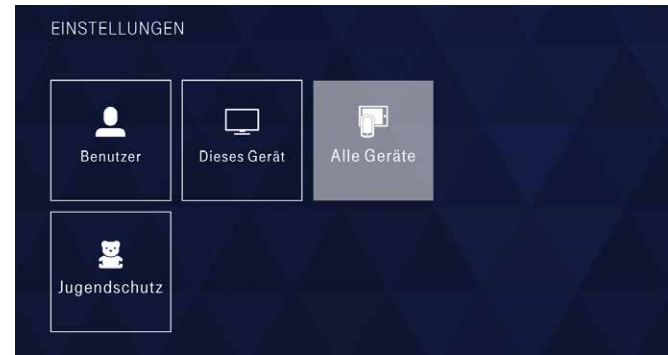 EINSTELLUNGEN
Benutzer
Dieses Gerät
Alle Geräte
Jugendschutz